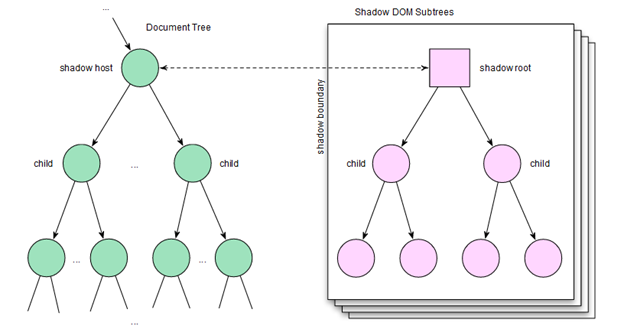 ...
Document Tree
Shadow DOM Subtrees
shadow host
shadow boundary
shadow root
child
...
child
child
child
...
...
...